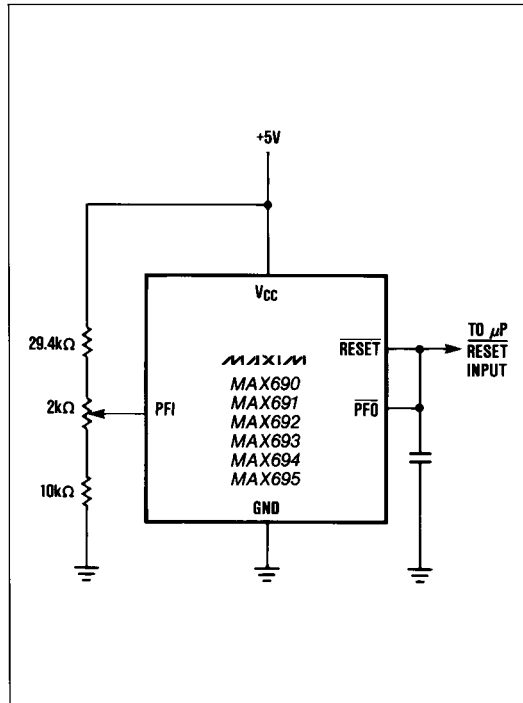 +5V
VCC
29.4kΩ
2kΩ
10kΩ
PFI
MAXIM
MAX690
MAX691
MAX692
MAX693
MAX694
MAX695
GND
RESET
PFO
TO μP
RESET
INPUT